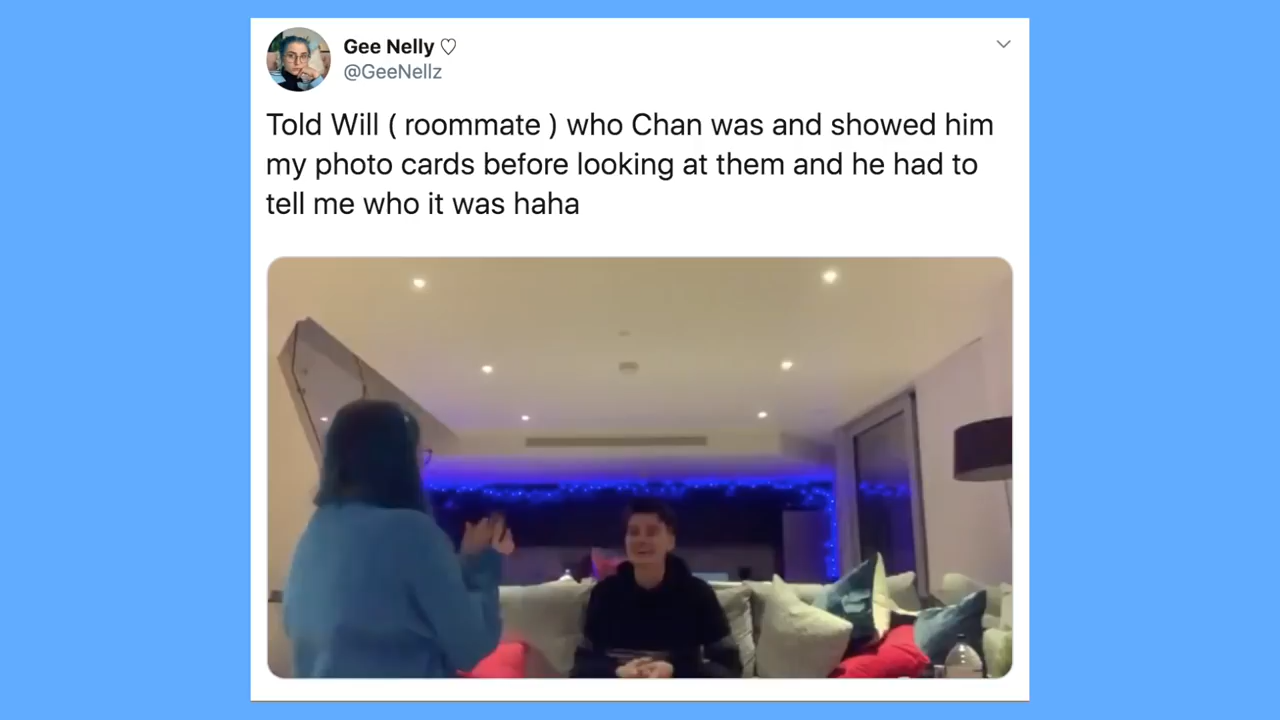 Gee Nelly ♡
@GeeNellz
Told Will ( roommate ) who Chan was and showed him
my photo cards before looking at them and he had to
tell me who it was haha